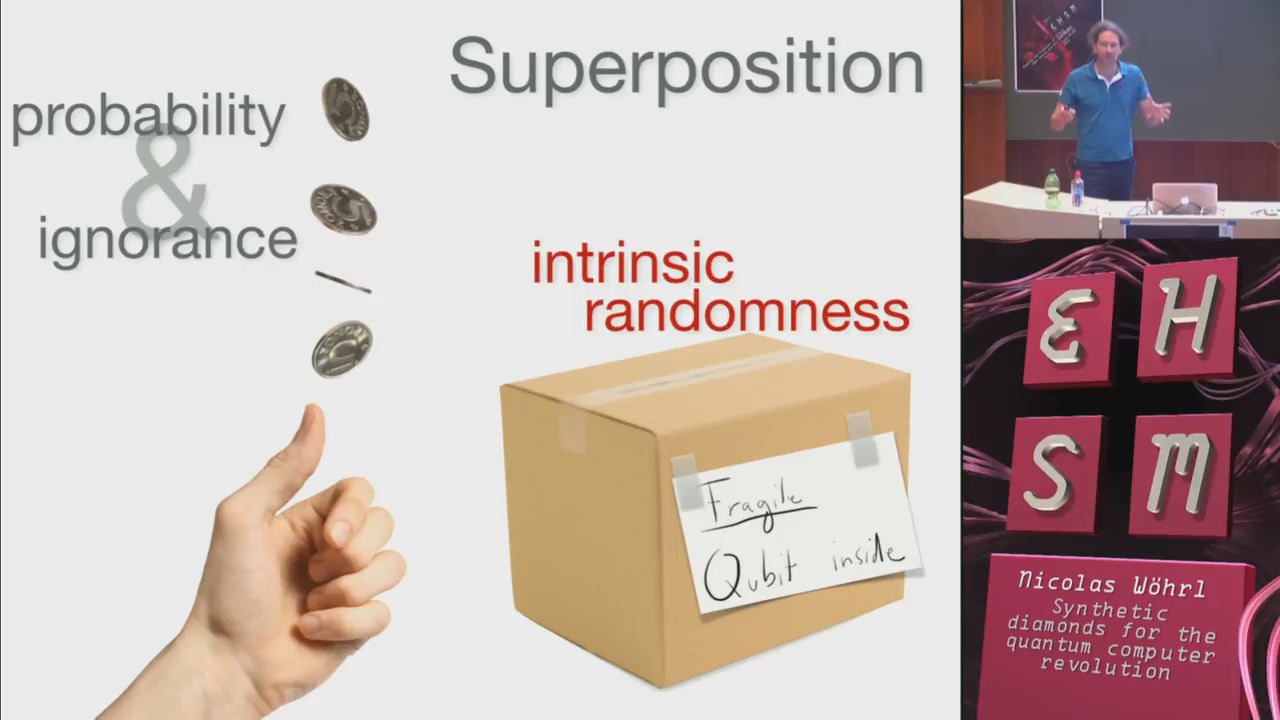 Superposition
probability
&
ignorance
intrinsic
randomness
Fragile
Qubit inside
E H
S M
Nicolas Wöhrl
Synthetic
diamonds for the
quantum computer
revolution